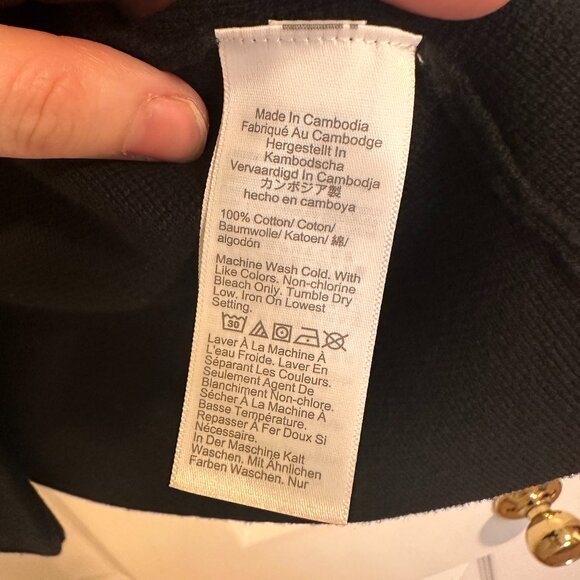 Made In Cambodia
Fabriqué Au Cambodge
Hergestellt In
Kambodscha
Vervaardigd In Cambodja
カンボジア製
hecho en camboya
100% Cotton/ Coton/
Baumwolle/ Katoen/ 綿/
algodón
Machine Wash Cold. With
Like Colors. Non-chlorine
Bleach Only. Tumble Dry
Low. Iron On Lowest
Setting.
30
Laver À La Machine À
L'eau Froide. Laver En
Séparant Les Couleurs.
Seulement Agent De
Blanchiment Non-chlore.
Sécher À La Machine À
Basse Température.
Repasser À Fer Doux Si
Nécessaire.
In Der Maschine Kalt
Waschen. Mit Ähnlichen
Farben Waschen. Nur